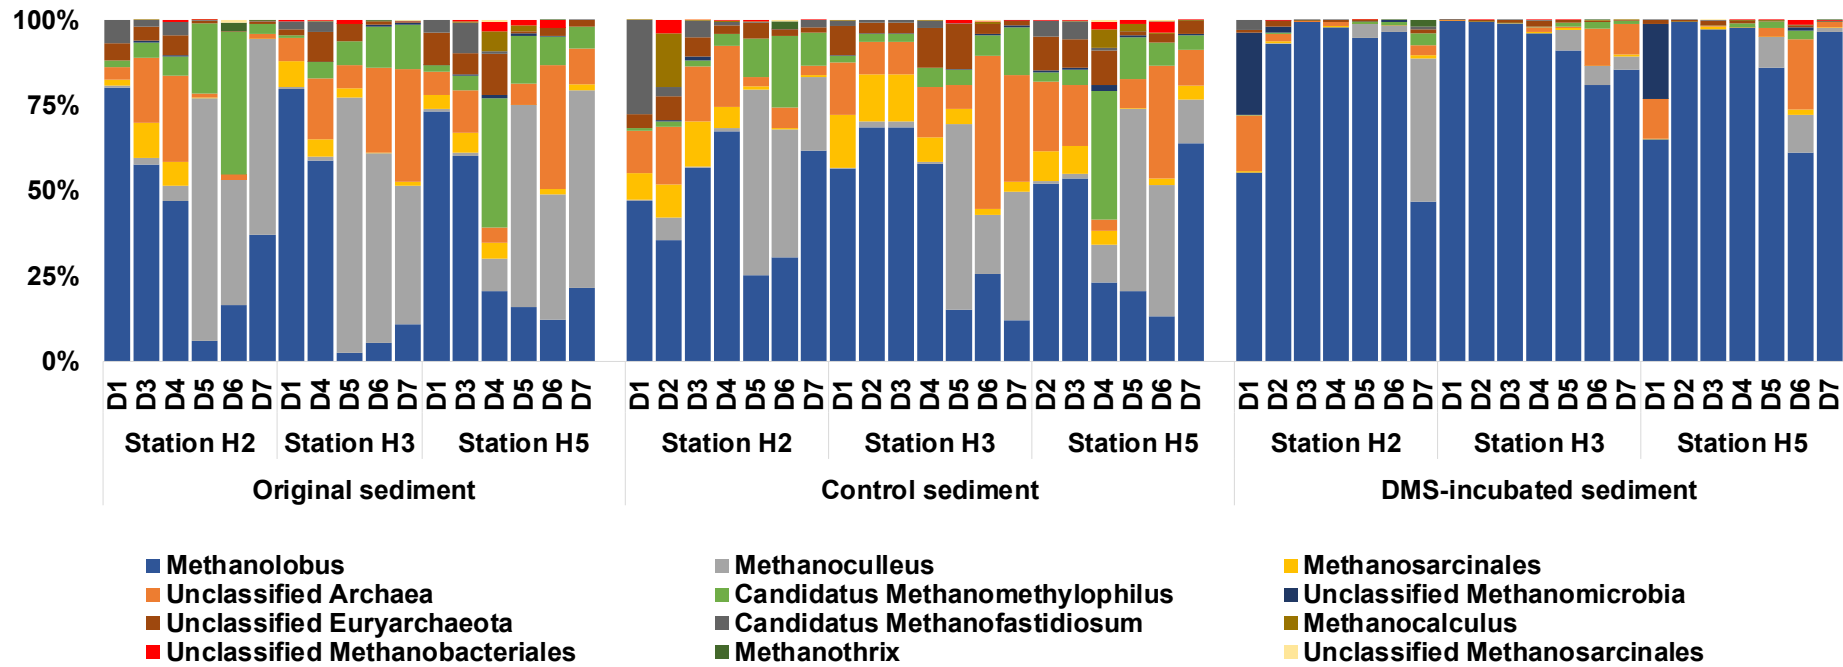 100%
75%
50%
25%
0%
D1 D3 D4 D5 D6 D7 D1 D4 D5 D6 D7 D1 D3 D4 D5 D6 D7 D1 D2 D3 D4 D5 D6 D7 D1 D2 D3 D4 D5 D6 D7 D2 D3 D4 D5 D6 D7 D1 D2 D3 D4 D5 D6 D7 D1 D2 D3 D4 D5 D6 D7 D1 D2 D3 D4 D5 D6 D7
Station H2 Station H3 Station H5 Station H2 Station H3 Station H5 Station H2 Station H3 Station H5
Original sediment Control sediment DMS-incubated sediment
Methanolobus Methanoculleus Methanosarcinales
Unclassified Archaea Candidatus Methanomethylophilus Unclassified Methanomicrobia
Unclassified Euryarchaeota Candidatus Methanofastidiosum Methanocalculus
Unclassified Methanobacteriales Methanothrix Unclassified Methanosarcinales